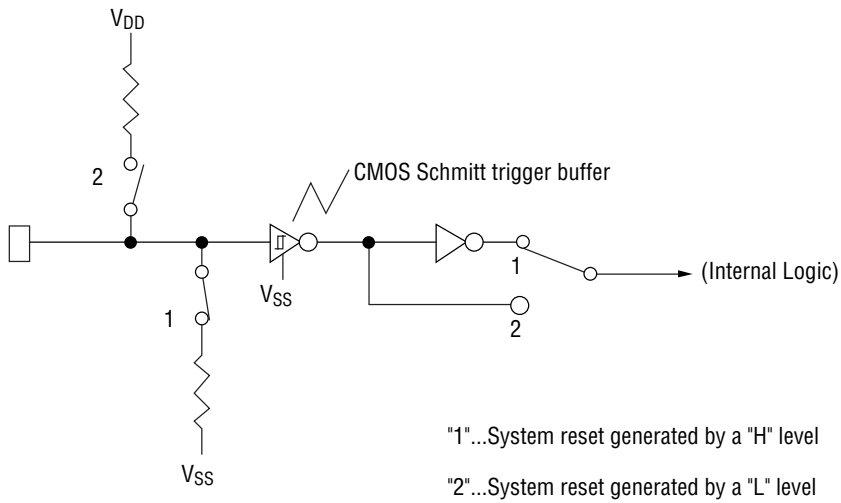 VDD
2
CMOS Schmitt trigger buffer
VSS
1
(Internal Logic)
1
2
VSS
"1"...System reset generated by a "H" level
"2"...System reset generated by a "L" level